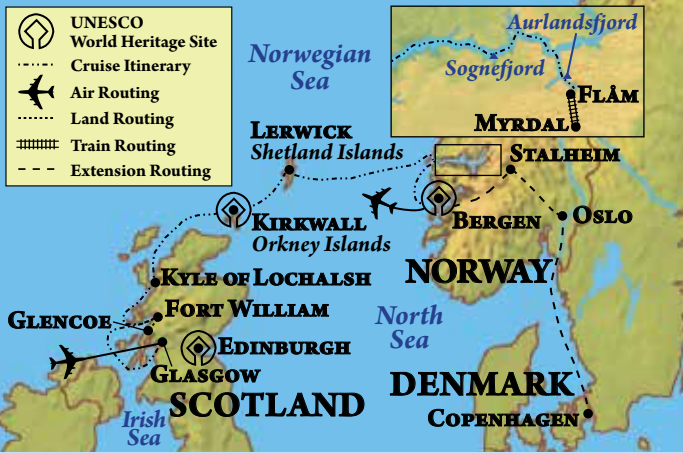 UNESCO
World Heritage Site
Cruise Itinerary
Air Routing
Land Routing
Train Routing
Extension Routing
Norwegian
Sea
Aurlandsfjord
Sognefjord
FLÅM
MYRDAL
LERWICK
Shetland Islands
STALHEIM
KIRKWALL
Orkney Islands
BERGEN
OSLO
KYLE OF LOCHALSH
NORWAY
FORT WILLIAM
GLENCOE
North
Sea
EDINBURGH
GLASGOW
DENMARK
SCOTLAND
COPENHAGEN
Irish
Sea